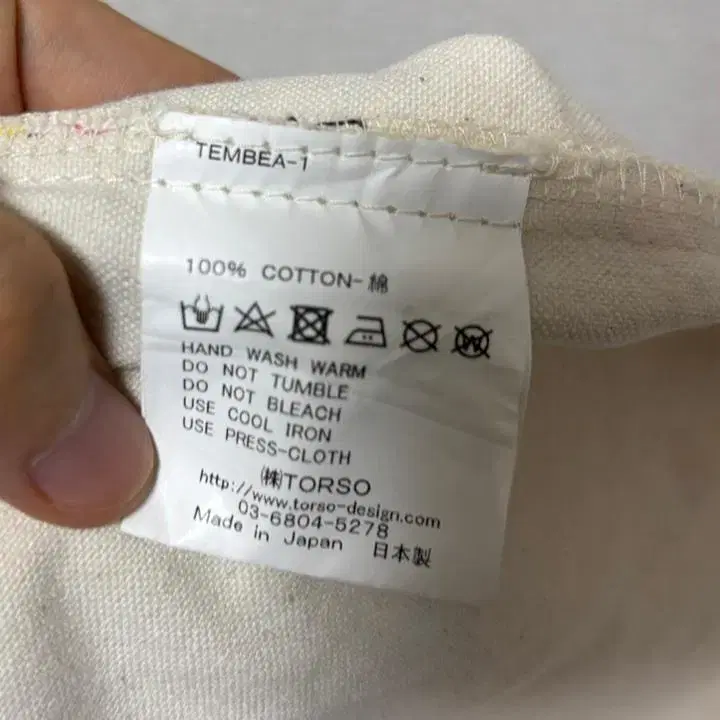 TEMBEA-1
100% COTTON-綿
W
HAND WASH WARM
DO NOT TUMBLE
DO NOT BLEACH
USE COOL IRON
USE PRESS-CLOTH
㈱TORSO
http://www.torso-design.com
03-6804-5278
Made in Japan 日本製